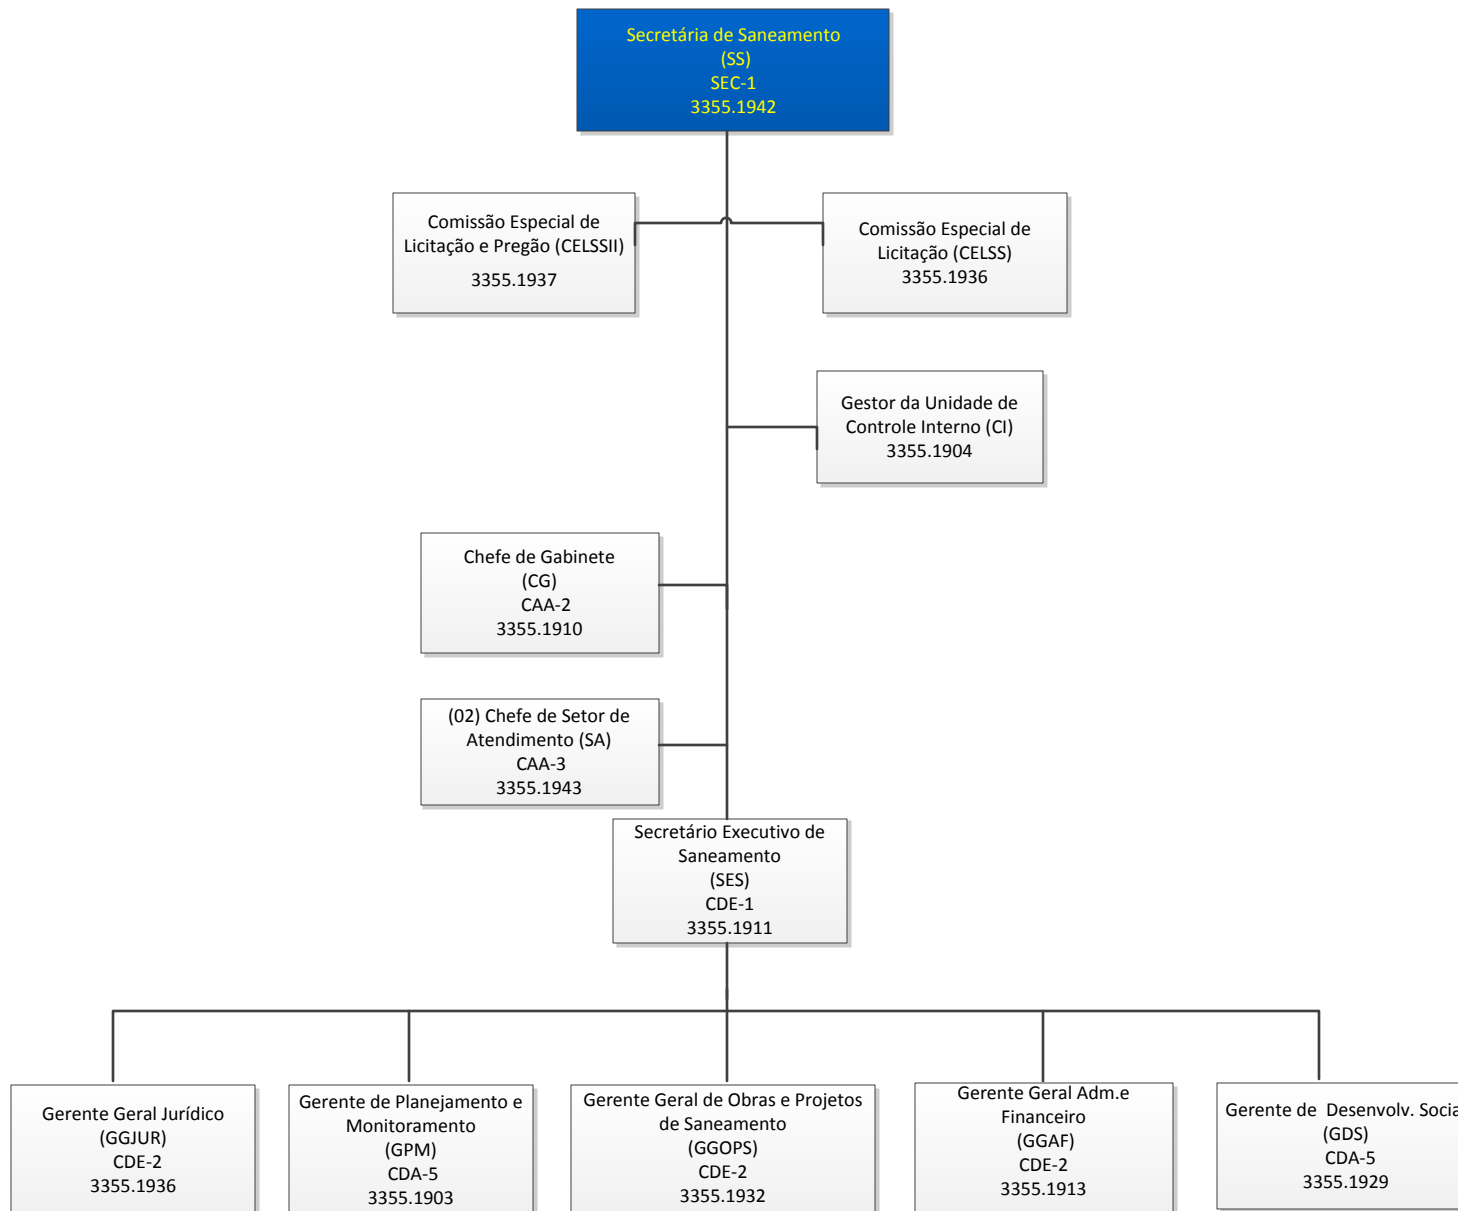 Secretária de Saneamento
(SS)
SEC-1
3355.1942
Comissão Especial de
Licitação e Pregão (CELSSII)
3355.1937
Comissão Especial de
Licitação (CELSS)
3355.1936
Gestor da Unidade de
Controle Interno (CI)
3355.1904
Chefe de Gabinete
(CG)
CAA-2
3355.1910
(02) Chefe de Setor de
Atendimento (SA)
CAA-3
3355.1943
Secretário Executivo de
Saneamento
(SES)
CDE-1
3355.1911
Gerente Geral Jurídico
(GGJUR)
CDE-2
3355.1936
Gerente de Planejamento e
Monitoramento
(GPM)
CDA-5
3355.1903
Gerente Geral de Obras e Projetos
de Saneamento
(GGOPS)
CDE-2
3355.1932
Gerente Geral Adm.e
Financeiro
(GGAF)
CDE-2
3355.1913
Gerente de Desenvolv. Socia
(GDS)
CDA-5
3355.1929